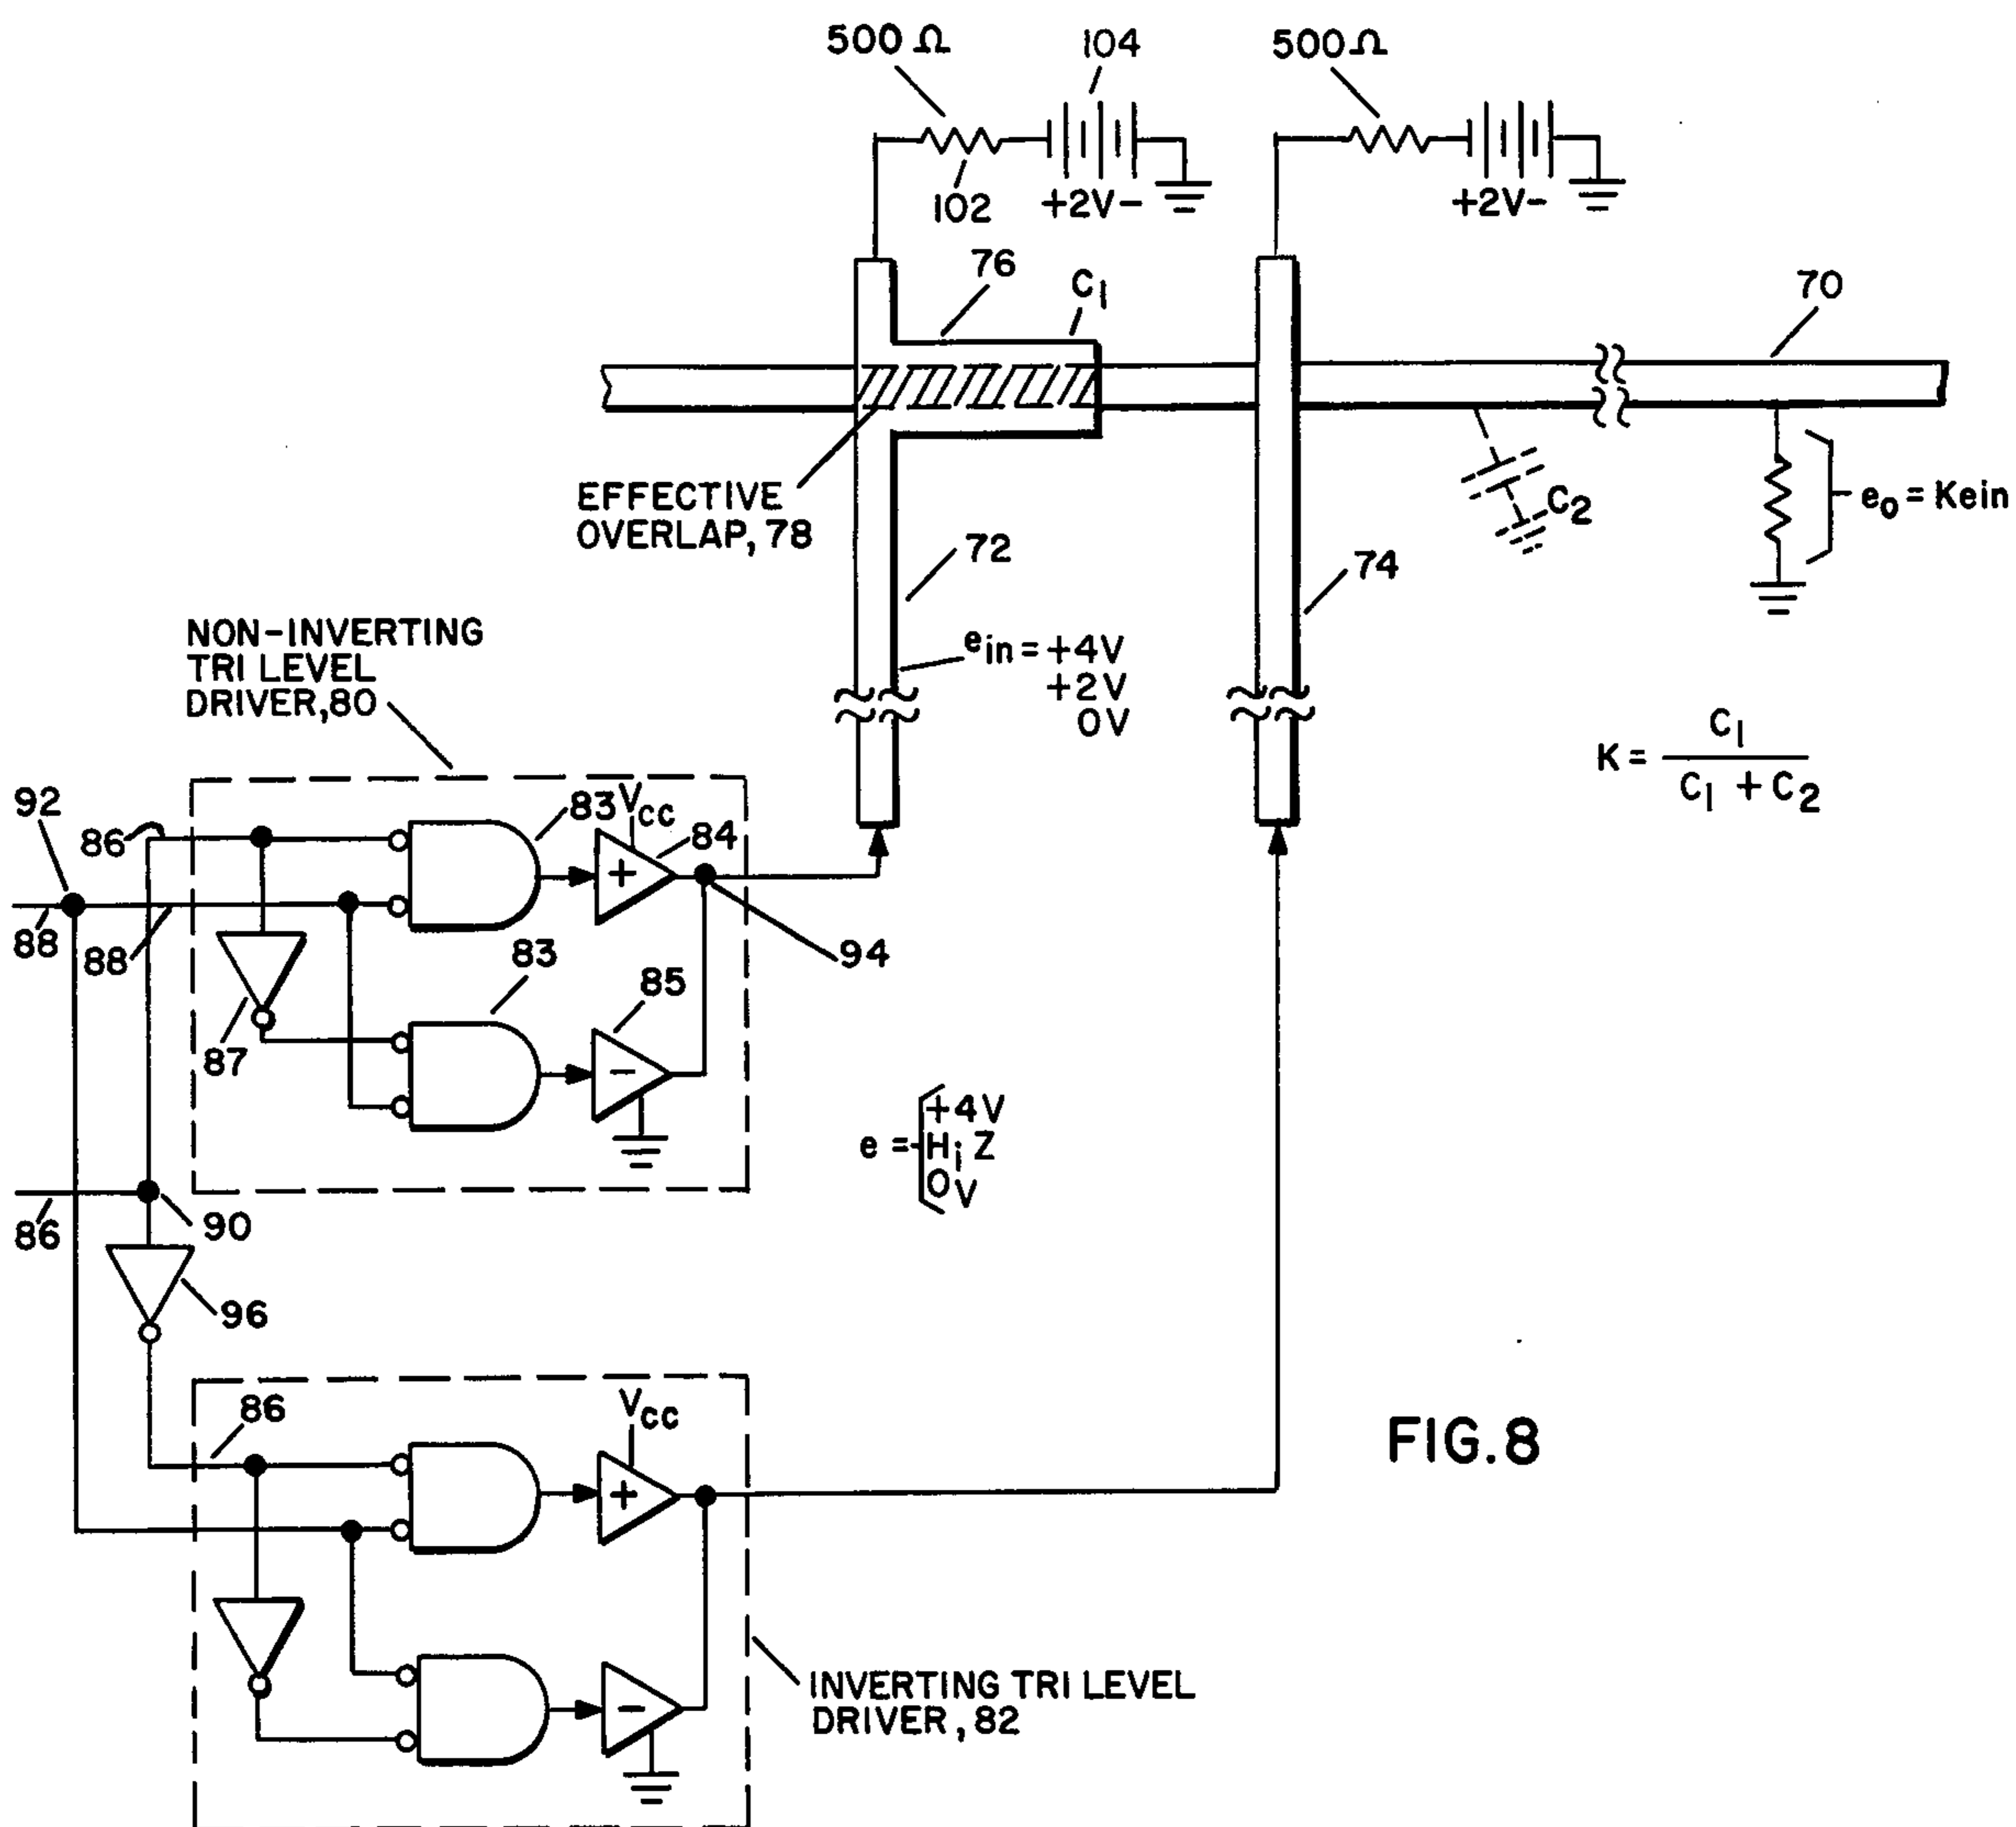 500 Ω
104
500 Ω
102
+2V-
+2V-
76
C1
70
EFFECTIVE
OVERLAP, 78
C2
eo = Kein
72
74
NON-INVERTING
TRI LEVEL
DRIVER,80
ein = +4V
+2V
0V
K = C1 / C1 + C2
92
86
83
Vcc
84
88
88
83
94
85
87
e = +4V
HiZ
0V
86
90
96
86
Vcc
FIG.8
INVERTING TRI LEVEL
DRIVER, 82
+
-
+
-